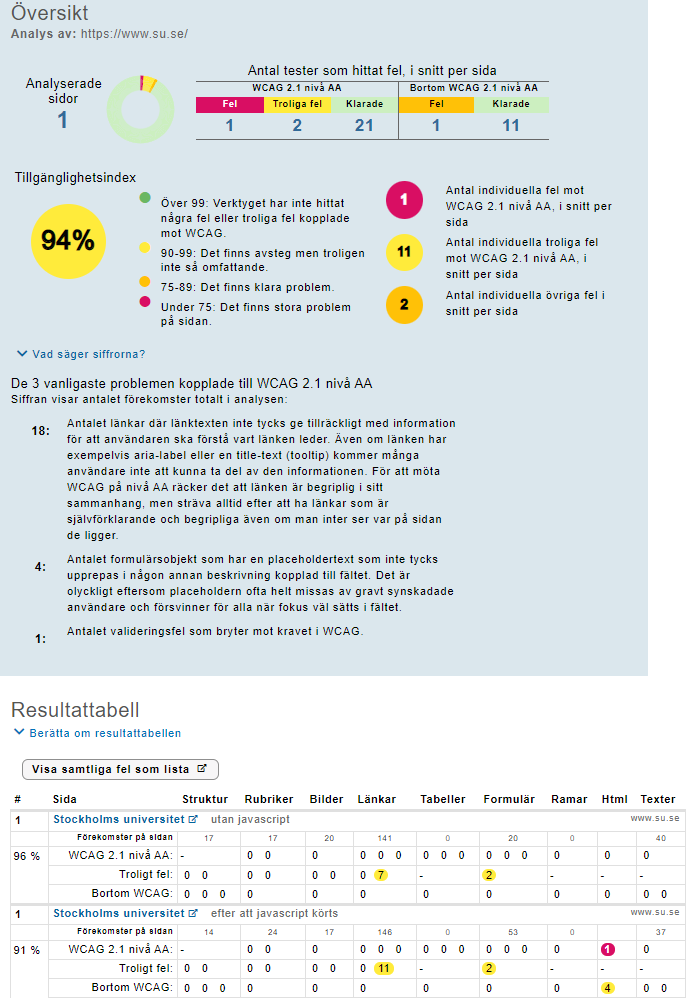 Översikt
Analys av: https://www.su.se/
Analyserade
sidor
1
Antal tester som hittat fel, i snitt per sida
WCAG 2.1 nivå AA Bortom WCAG 2.1 nivå AA
Fel Troliga fel Klarade Fel Klarade
1 2 21 1 11
Tillgänglighetsindex
94%
Över 99: Verktyget har inte hittat
några fel eller troliga fel kopplade
mot WCAG.
90-99: Det finns avsteg men troligen
inte så omfattande.
75-89: Det finns klara problem.
Under 75: Det finns stora problem
på sidan.
1
Antal individuella fel mot
WCAG 2.1 nivå AA, i snitt per
sida
11
Antal individuella troliga fel
mot WCAG 2.1 nivå AA, i
snitt per sida
2
Antal individuella övriga fel i
snitt per sida
Vad säger siffrorna?
De 3 vanligaste problemen kopplade till WCAG 2.1 nivå AA
Siffran visar antalet förekomster totalt i analysen:
18:
Antalet länkar där länktexten inte tycks ge tillräckligt med information
för att användaren ska förstå vart länken leder. Även om länken har
exempelvis aria-label eller en title-text (tooltip) kommer många
användare inte att kunna ta del av den informationen. För att möta
WCAG på nivå AA räcker det att länken är begriplig i sitt
sammanhang, men sträva alltid efter att ha länkar som är
självförklarande och begripliga även om man inter ser var på sidan
de ligger.
4:
Antalet formulärsobjekt som har en placeholdertext som inte tycks
upprepas i någon annan beskrivning kopplad till fältet. Det är
olyckligt eftersom placeholdern ofta helt missas av gravt synskadade
användare och försvinner för alla när fokus väl sätts i fältet.
1:
Antalet valideringsfel som bryter mot kravet i WCAG.
Resultattabell
Berätta om resultattabellen
Visa samtliga fel som lista
# Sida Struktur Rubriker Bilder Länkar Tabeller Formulär Ramar Html Texter
1 Stockholms universitet utan javascript www.su.se
Förekomster på sidan 17 17 20 141 0 20 0 40
96 % WCAG 2.1 nivå AA: - 0 0 0 0 0 0 0 0 0 0 0 0 0 0 0
Troligt fel: 0 0 0 0 0 0 0 7 - 2 - - -
Bortom WCAG: 0 0 0 0 0 0 0 0 0 0 0 0
1 Stockholms universitet efter att javascript körts www.su.se
Förekomster på sidan 14 24 17 146 0 53 0 37
91 % WCAG 2.1 nivå AA: - 0 0 0 0 0 0 0 0 0 0 0 0 0 1 0
Troligt fel: 0 0 0 0 0 0 0 11 - 2 - - -
Bortom WCAG: 0 0 0 0 0 0 0 0 0 4 0 0